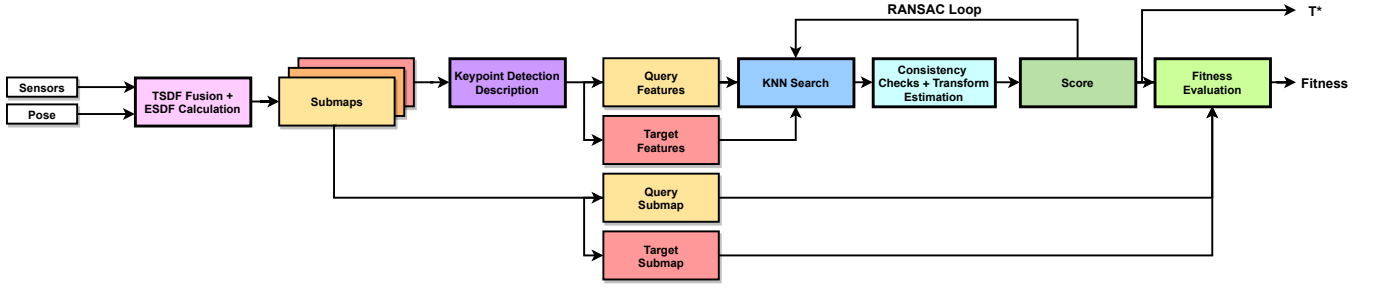 RANSAC Loop
T*
Sensors
Pose
TSDF Fusion +
ESDF Calculation
Submaps
Keypoint Detection
Description
Query
Features
Target
Features
KNN Search
Consistency
Checks + Transform
Estimation
Score
Fitness
Evaluation
Fitness
Query
Submap
Target
Submap